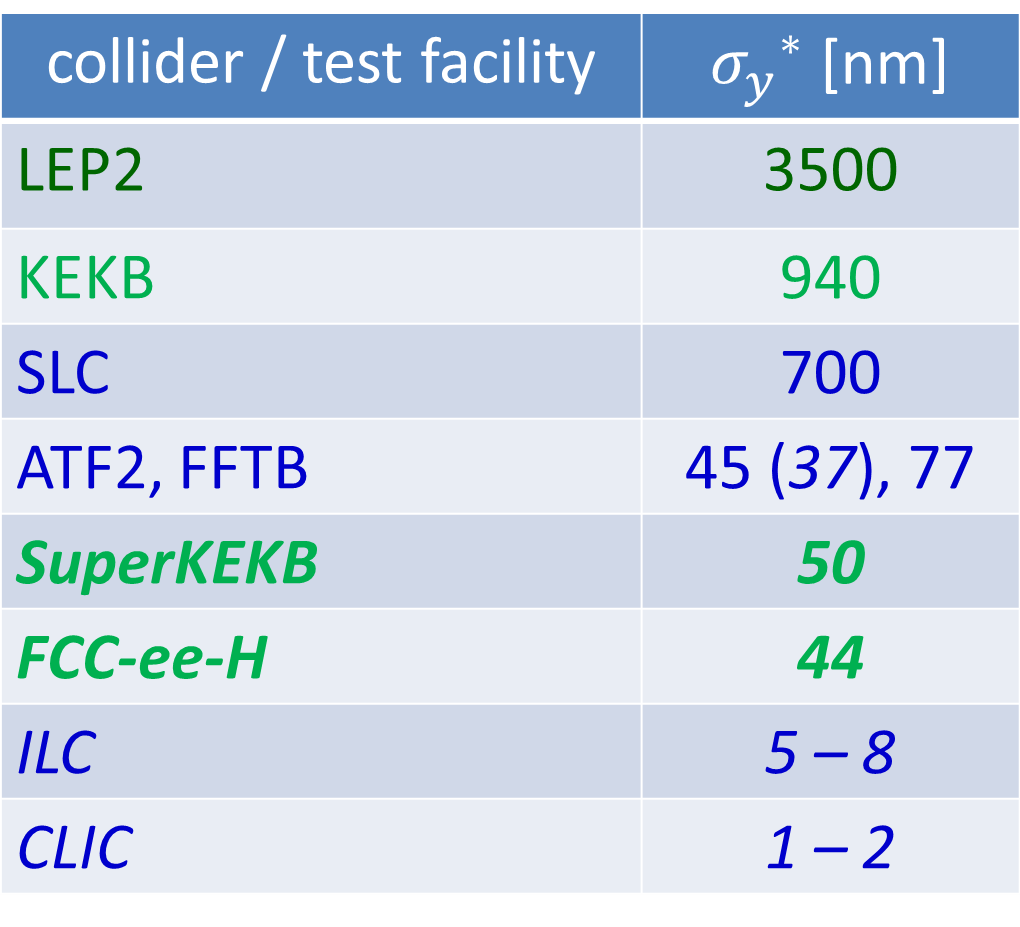 collider / test facility σy* [nm]
LEP2 3500
KEKB 940
SLC 700
ATF2, FFTB 45 (37), 77
SuperKEKB 50
FCC-ee-H 44
ILC 5 – 8
CLIC 1 – 2